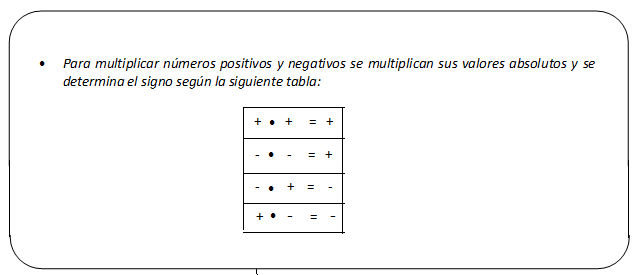 • Para multiplicar números positivos y negativos se multiplican sus valores absolutos y se
determina el signo según la siguiente tabla:
+ • + = +
- • - = +
- • + = -
+ • - = -